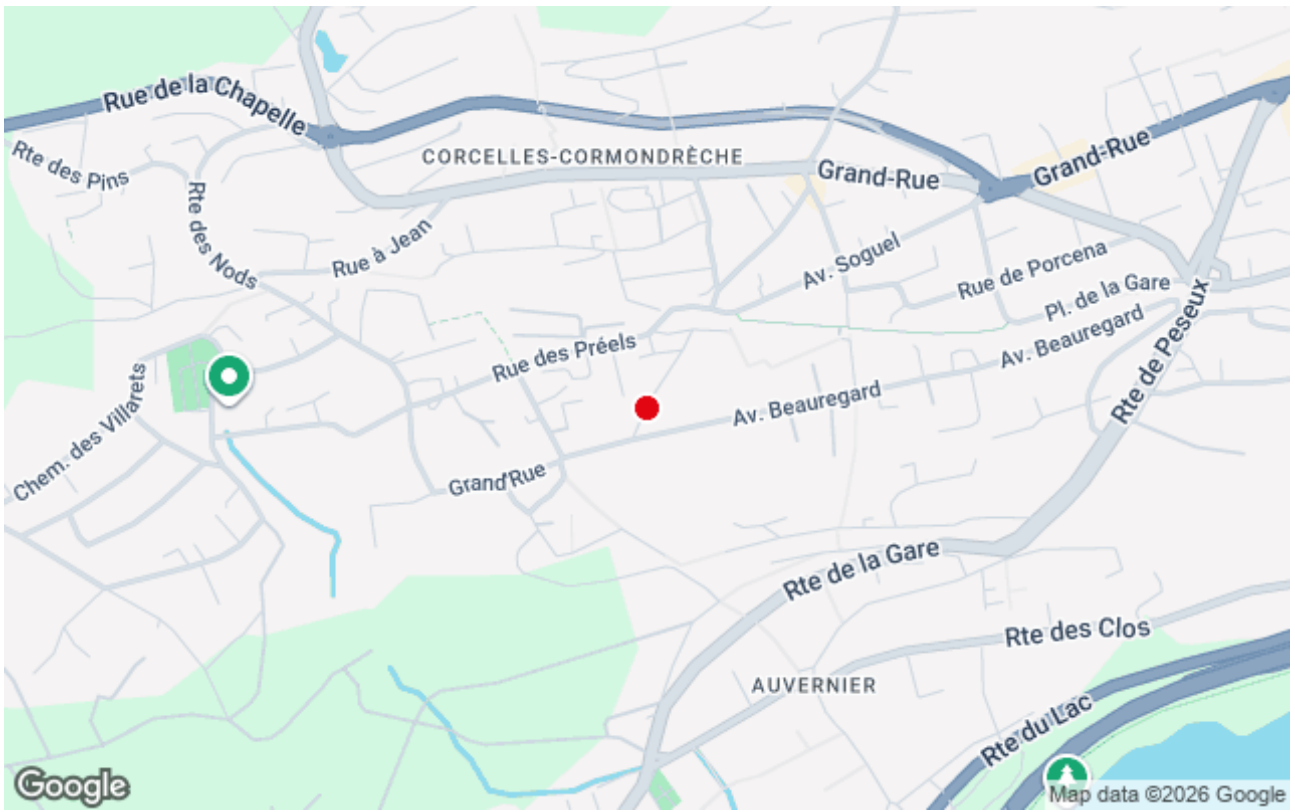 Rue de la Chapelle
Rte des Pins
CORCELLES-CORMONDRÈCHE
Grand-Rue
Grand-Rue
Rte des Nods
Rue à Jean
Av. Soguel
Rue de Porcena
Pl. de la Gare
Av. Beauregard
Rte de Peseux
Rue des Préels
Av. Beauregard
Chem. des Villarets
Grand'Rue
Rte de la Gare
Rte des Clos
AUVERNIER
Rte du Lac
Google
Map data ©2026 Google